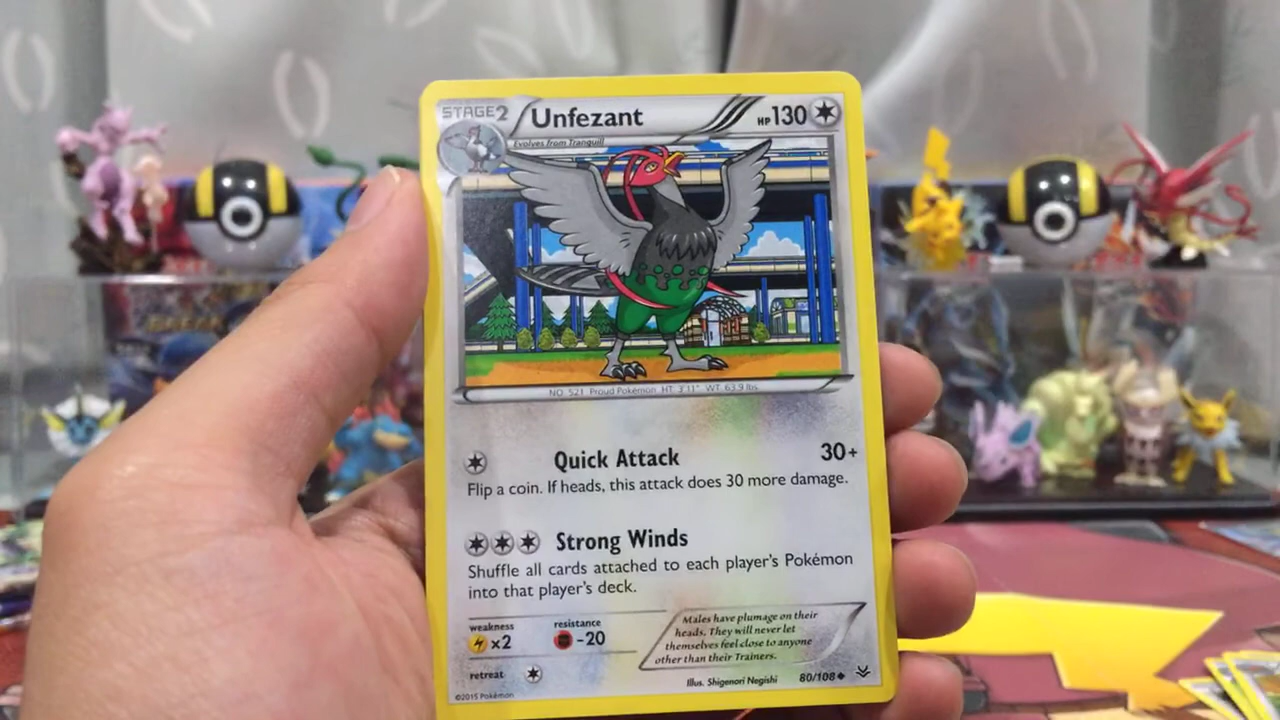 STAGE2 Unfezant HP130
Evolves from Tranquill
NO. 521 Proud Pokémon HT. 3'11" WT. 63.9 lbs.
Quick Attack 30+
Flip a coin. If heads, this attack does 30 more damage.
Strong Winds
Shuffle all cards attached to each player's Pokémon
into that player's deck.
weakness resistance
×2 -20
retreat
Males have plumage on their
heads. They will never let
themselves feel close to anyone
other than their Trainers.
Illus. Shigenori Negishi 80/108
©2015 Pokémon